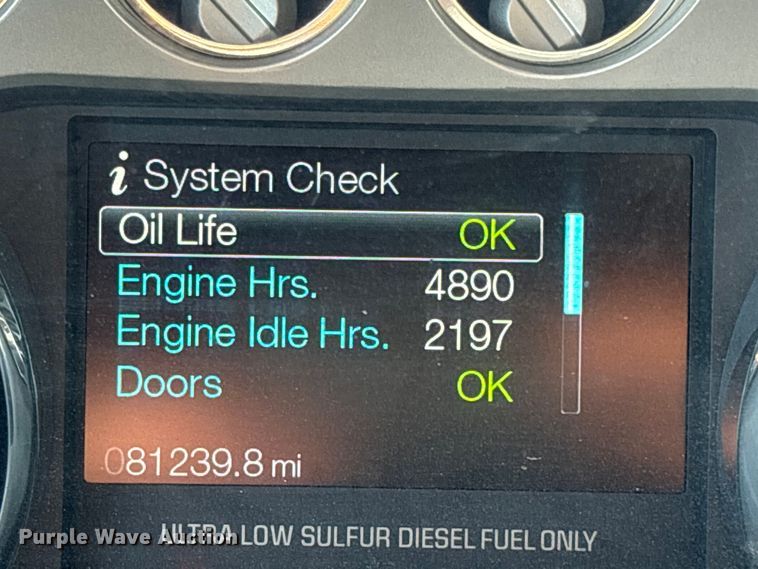 i System Check
Oil Life OK
Engine Hrs. 4890
Engine Idle Hrs. 2197
Doors OK
081239.8 mi
ULTRA LOW SULFUR DIESEL FUEL ONLY
Purple Wave Auction